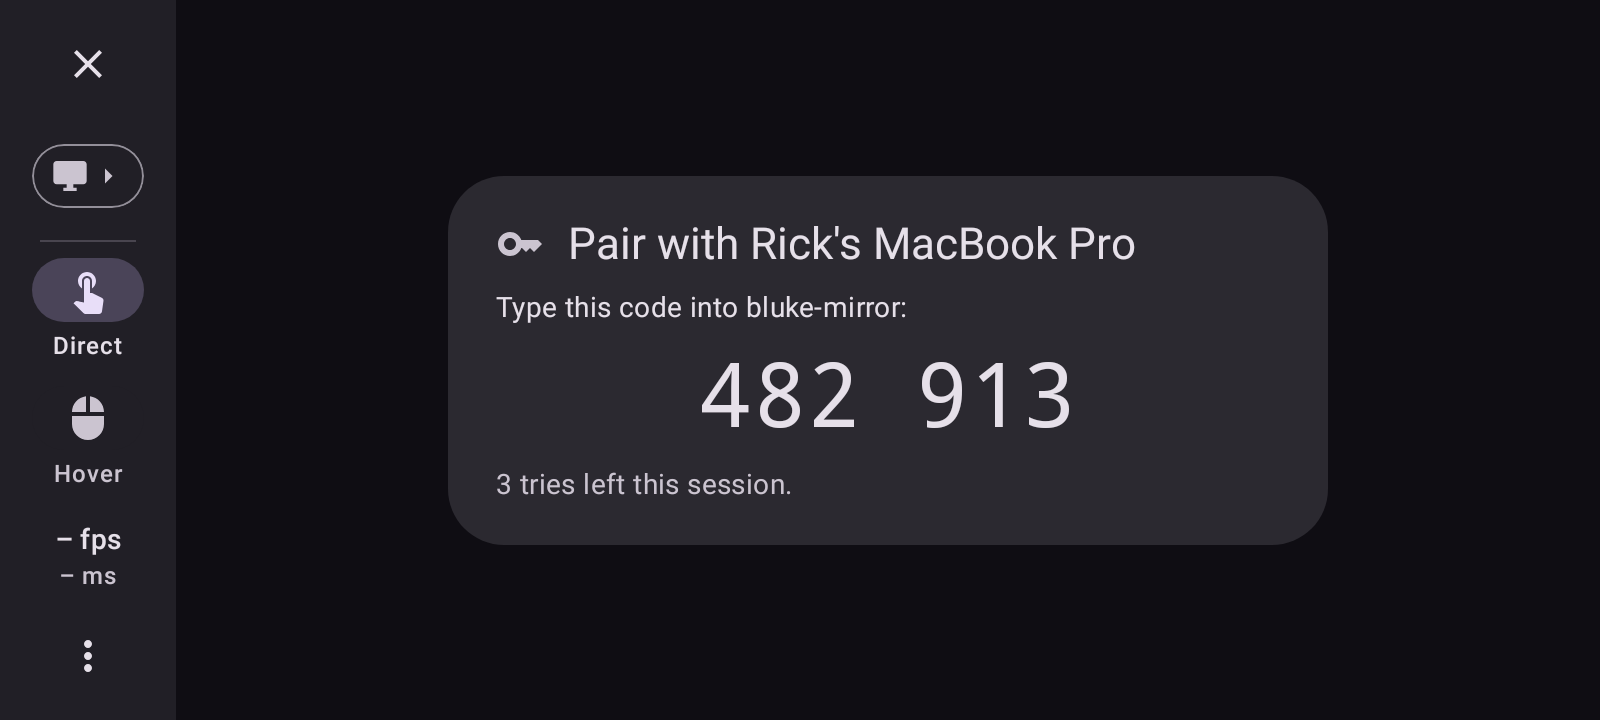 Direct
Hover
– fps
– ms
Pair with Rick's MacBook Pro
Type this code into bluke-mirror:
482 913
3 tries left this session.